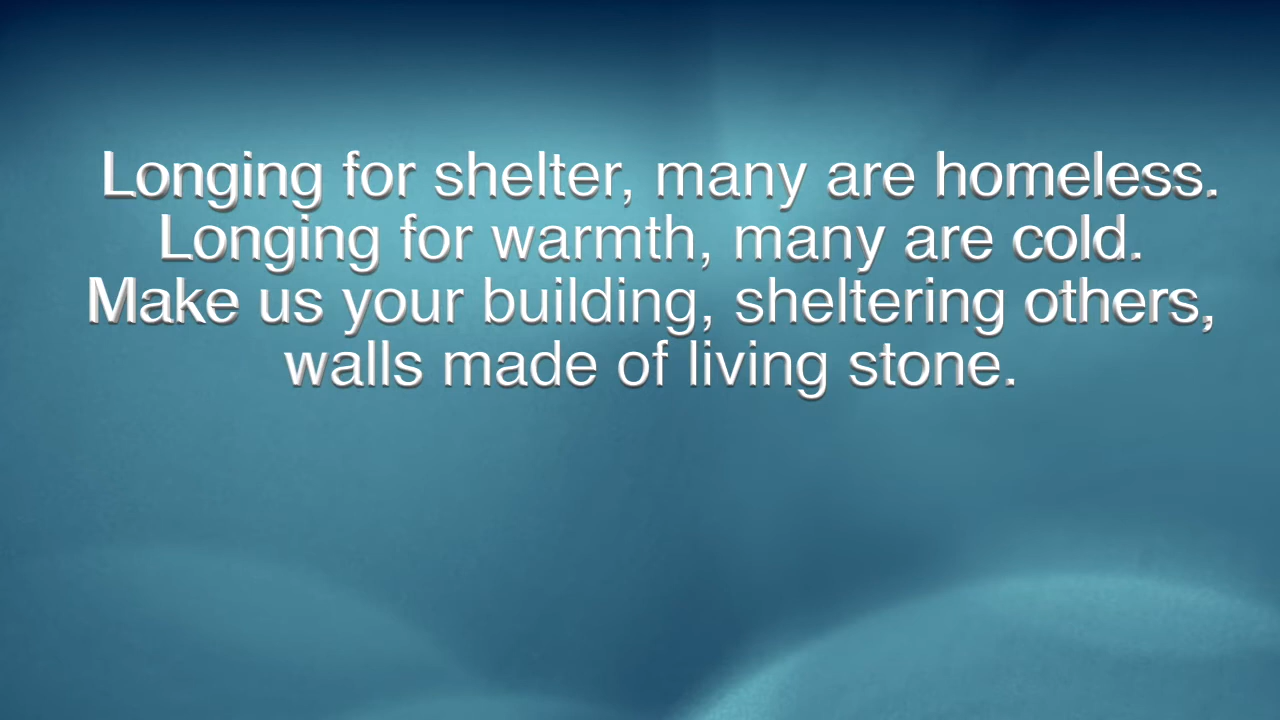 Longing for shelter, many are homeless.
Longing for warmth, many are cold.
Make us your building, sheltering others,
walls made of living stone.